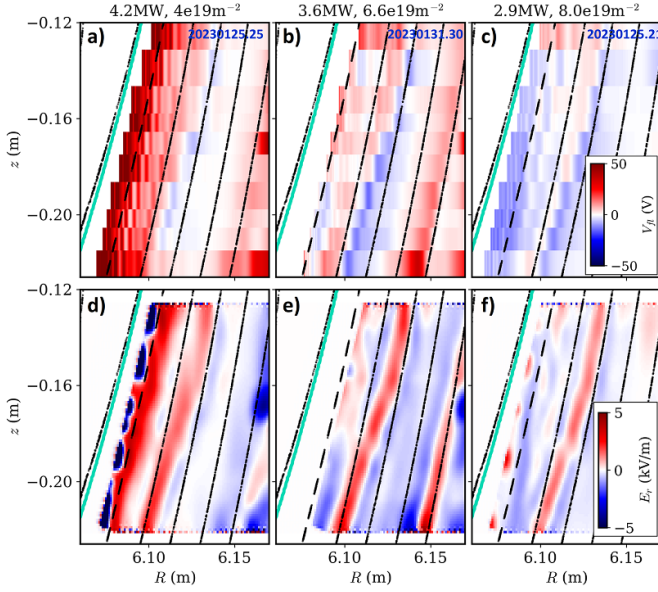 4.2MW, 4e19m−2 3.6MW, 6.6e19m−2 2.9MW, 8.0e19m−2
a) 20230125.25 b) 20230131.30 c) 20230125.21
−0.12
−0.16
−0.20
z (m)
50
0
−50
V_fl (V)
d) e) f)
−0.12
−0.16
−0.20
z (m)
5
0
−5
E_r (kV/m)
6.10 6.15 6.10 6.15 6.10 6.15
R (m) R (m) R (m)